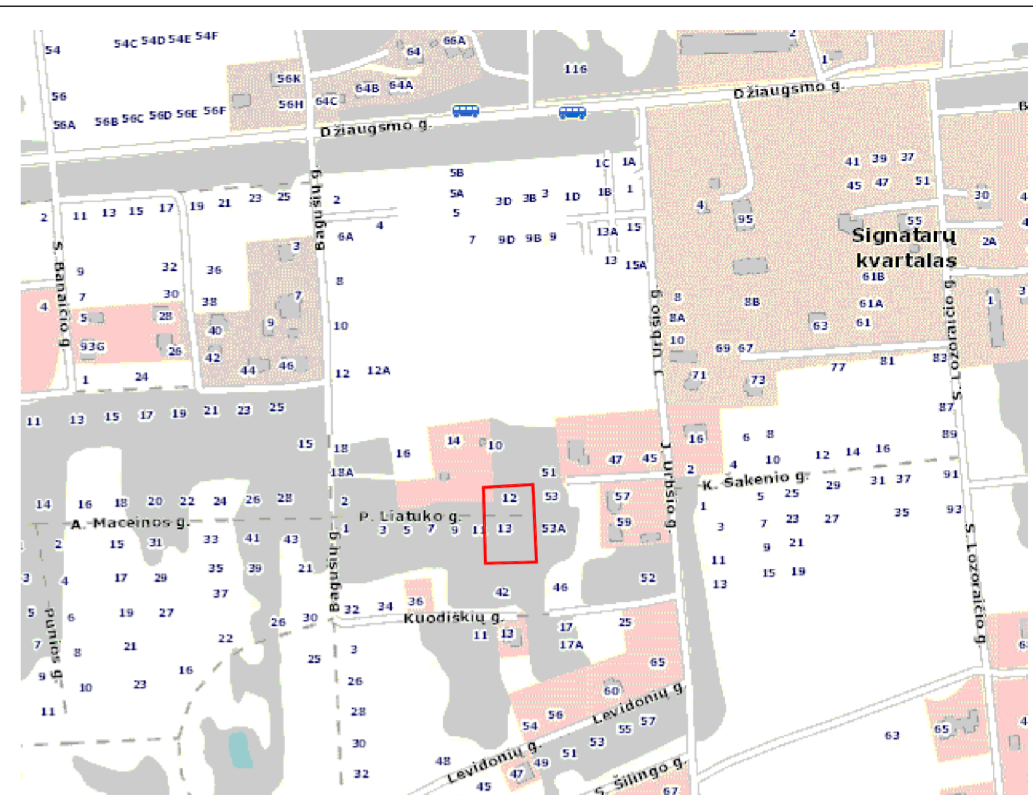 54 54C 54D 54E 54F 64 66A 2
56K 116 1
56 56H 64C 64B 64A Džiaugsmo g.
56A 56B 56C 56D 56E 56F Džiaugsmo g.
5B 1C 1A 41 39 37
5A 3D 3B 3 1D 1B 1 45 47 51 30
2 11 13 15 17 19 21 23 25 2 5 4 95 55
Bagusių g. 6A 4 7 9D 9B 9 13A 15 Signatarų 2A
S. Banaičio g. 3 13 15A kvartalas
9 32 36 8 61B
7 30 38 7 J. Urbšio g. 8 8B 61A S. Lozoraičio g. 1 3
4 5 28 40 9 10 8A 63 61
93G 26 42 10 69 67
1 24 44 46 12 12A 71 73 77 81 83
11 13 15 17 19 21 23 25 87
15 18 16 14 10 J. Urbšio g. 16 6 8 89
18A 51 47 45 2 4 10 12 14 16
K. Šakenio g. 91
14 16 18 20 22 24 26 28 2 12 53 57 1 5 25 29 31 37
A. Maceinos g. P. Liatuko g. 59 3 7 23 27 35 93
1 3 5 7 9 11 13 53A
2 15 31 33 41 43 Bagusių g. 9 21
3 4 17 29 35 39 21 42 46 52 11 13 15 19 S. Lozoraičio g.
37
5 6 19 27 26 30 32 34 36 Kuodiškių g. 25
Punios g. 22 11 13 17
7 8 21 25 3 17A 65
9 10 23 16 26 60 Levidonių g.
11 28 54 56 57 63 65
30 Levidonių g. 53 55
32 48 49 51
45 47 S. Šilingo g. 67